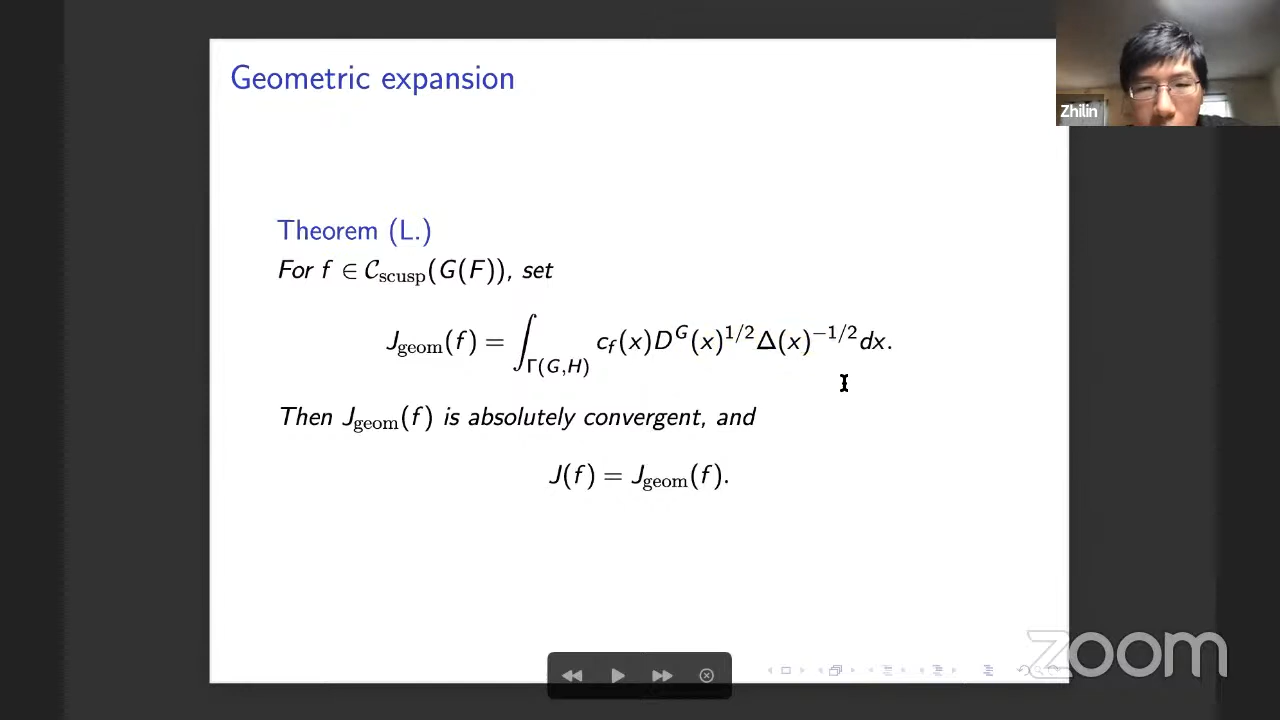 Geometric expansion
Zhilin
Theorem (L.)
For f ∈ 𝒞_scusp(G(F)), set
J_geom(f) = ∫_Γ(G,H) c_f(x)D^G(x)^1/2 Δ(x)^−1/2 dx.
Then J_geom(f) is absolutely convergent, and
J(f) = J_geom(f).
zoom